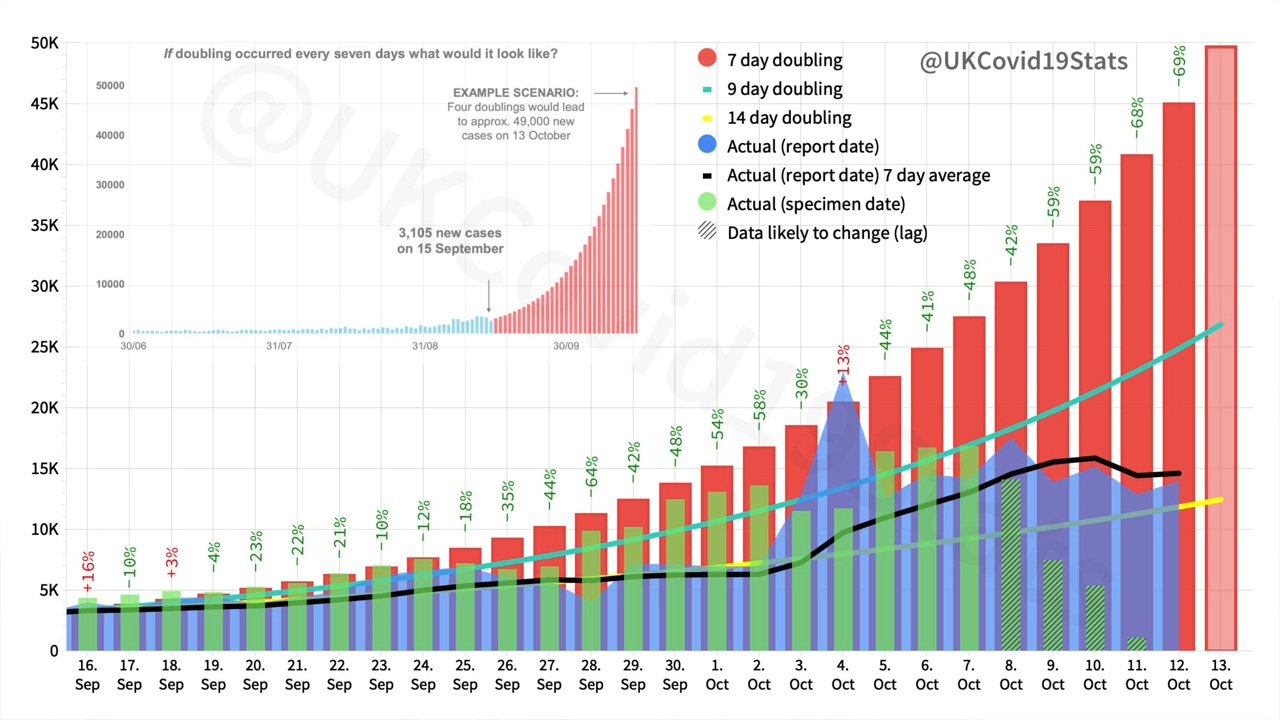 If doubling occurred every seven days what would it look like?
50000
40000
30000
20000
10000
0
30/06
31/07
31/08
30/09
EXAMPLE SCENARIO:
Four doublings would lead
to approx. 49,000 new
cases on 13 October
3,105 new cases
on 15 September
@UKCovid19Stats
7 day doubling
9 day doubling
14 day doubling
Actual (report date)
Actual (report date) 7 day average
Actual (specimen date)
Data likely to change (lag)
@UKCovid19Stats
50K
45K
40K
35K
30K
25K
20K
15K
10K
5K
0
+16%
-10%
+3%
-4%
-23%
-22%
-21%
-10%
-12%
-18%
-35%
-44%
-64%
-42%
-48%
-54%
-58%
-30%
+13%
-44%
-41%
-48%
-42%
-59%
-59%
-68%
-69%
16. Sep
17. Sep
18. Sep
19. Sep
20. Sep
21. Sep
22. Sep
23. Sep
24. Sep
25. Sep
26. Sep
27. Sep
28. Sep
29. Sep
30. Sep
1. Oct
2. Oct
3. Oct
4. Oct
5. Oct
6. Oct
7. Oct
8. Oct
9. Oct
10. Oct
11. Oct
12. Oct
13. Oct